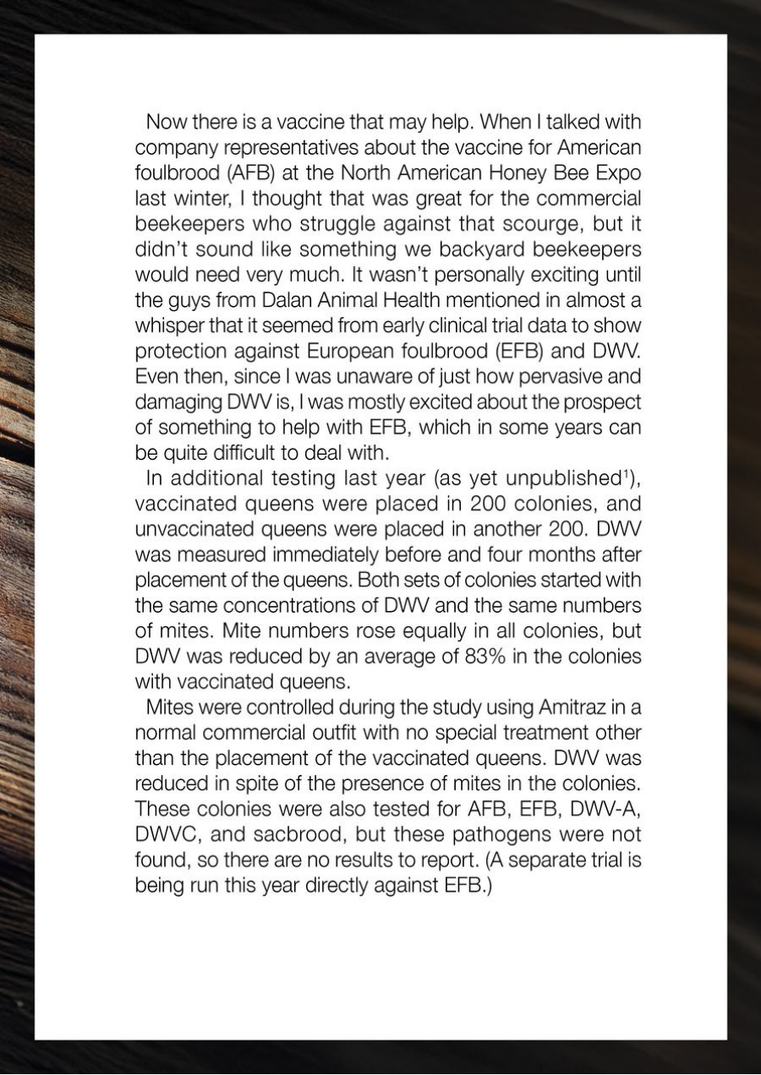 Now there is a vaccine that may help. When I talked with
company representatives about the vaccine for American
foulbrood (AFB) at the North American Honey Bee Expo
last winter, I thought that was great for the commercial
beekeepers who struggle against that scourge, but it
didn’t sound like something we backyard beekeepers
would need very much. It wasn’t personally exciting until
the guys from Dalan Animal Health mentioned in almost a
whisper that it seemed from early clinical trial data to show
protection against European foulbrood (EFB) and DWV.
Even then, since I was unaware of just how pervasive and
damaging DWV is, I was mostly excited about the prospect
of something to help with EFB, which in some years can
be quite difficult to deal with.
In additional testing last year (as yet unpublished¹),
vaccinated queens were placed in 200 colonies, and
unvaccinated queens were placed in another 200. DWV
was measured immediately before and four months after
placement of the queens. Both sets of colonies started with
the same concentrations of DWV and the same numbers
of mites. Mite numbers rose equally in all colonies, but
DWV was reduced by an average of 83% in the colonies
with vaccinated queens.
Mites were controlled during the study using Amitraz in a
normal commercial outfit with no special treatment other
than the placement of the vaccinated queens. DWV was
reduced in spite of the presence of mites in the colonies.
These colonies were also tested for AFB, EFB, DWV-A,
DWVC, and sacbrood, but these pathogens were not
found, so there are no results to report. (A separate trial is
being run this year directly against EFB.)